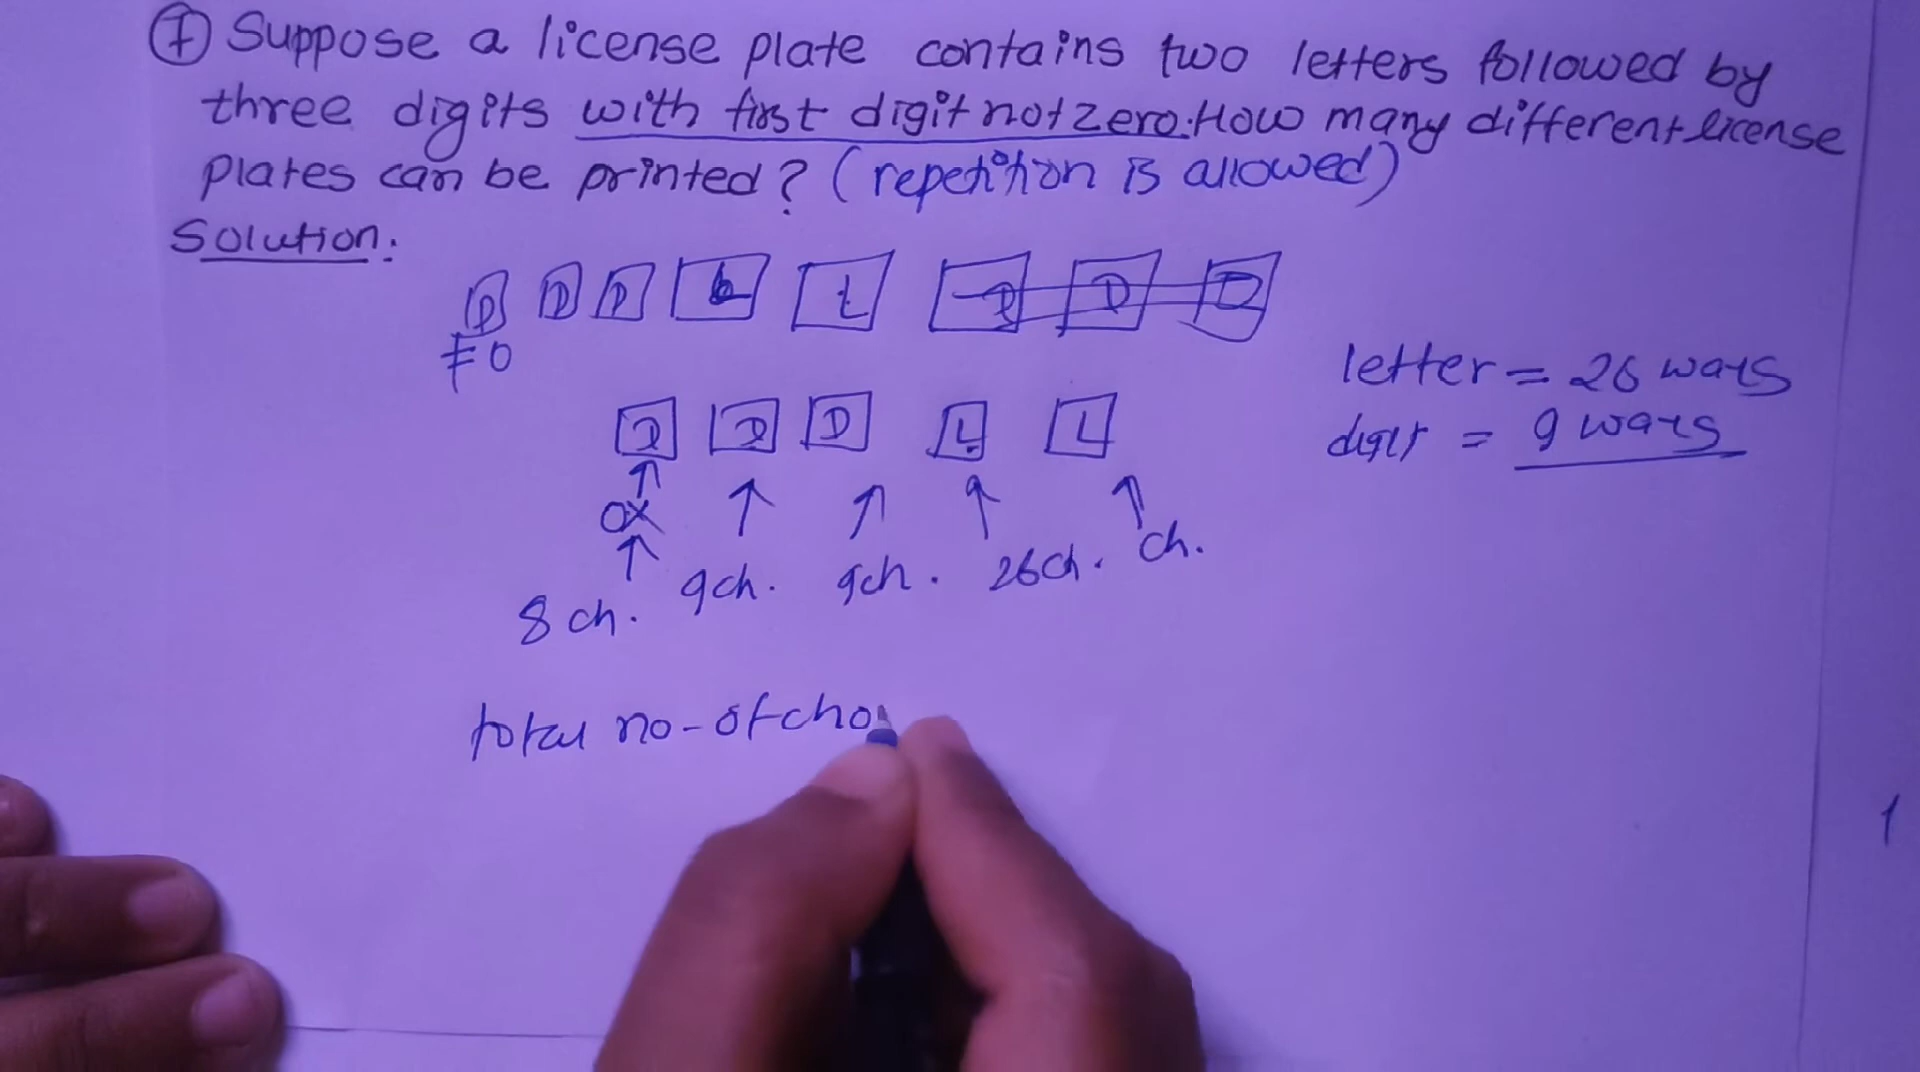 7 Suppose a license plate contains two letters followed by
three digits with first digit not zero. How many different license
plates can be printed? (repetition is allowed)
Solution:
D D D L L D D D
≠0
letter = 26 ways
digit = 9 ways
D D D L L
0x
8 ch. 9ch. 9ch. 26ch. ch.
total no-of cho